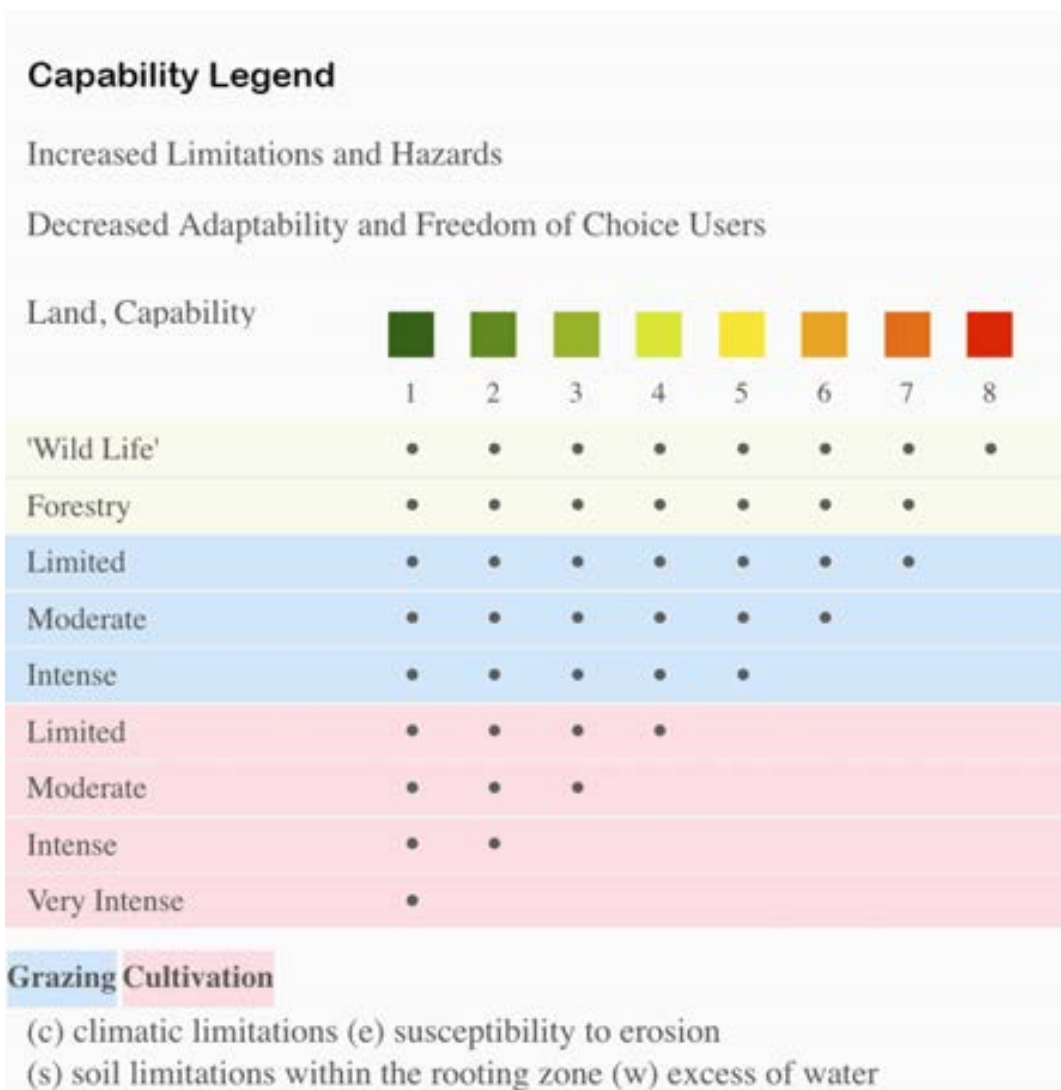 Capability Legend
Increased Limitations and Hazards
Decreased Adaptability and Freedom of Choice Users
Land, Capability
1 2 3 4 5 6 7 8
'Wild Life' • • • • • • • •
Forestry • • • • • • •
Limited • • • • • • •
Moderate • • • • • •
Intense • • • • •
Limited • • • •
Moderate • • •
Intense • •
Very Intense •
Grazing Cultivation
(c) climatic limitations (e) susceptibility to erosion
(s) soil limitations within the rooting zone (w) excess of water